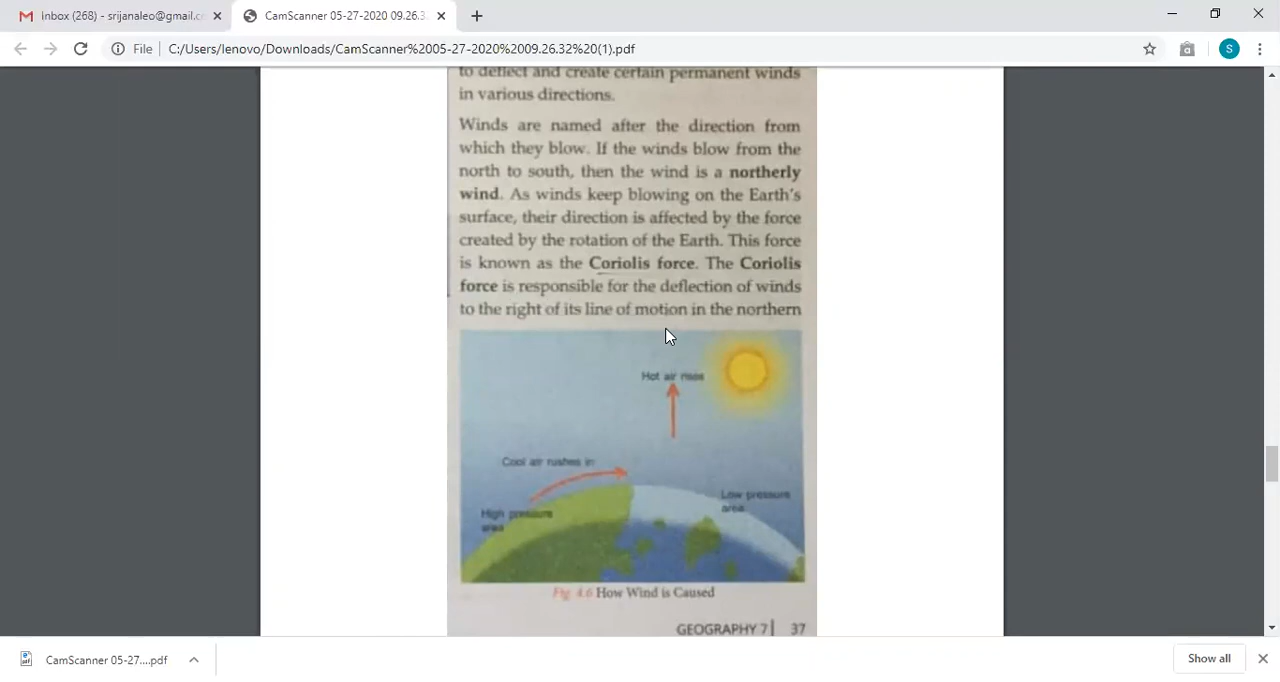 Inbox (268) - srijanaleo@gmail.c
CamScanner 05-27-2020 09.26.3
File
C:/Users/lenovo/Downloads/CamScanner%2005-27-2020%2009.26.32%20(1).pdf
S
to deflect and create certain permanent winds
in various directions.
Winds are named after the direction from
which they blow. If the winds blow from the
north to south, then the wind is a northerly
wind. As winds keep blowing on the Earth's
surface, their direction is affected by the force
created by the rotation of the Earth. This force
is known as the Coriolis force. The Coriolis
force is responsible for the deflection of winds
to the right of its line of motion in the northern
Hot air rises
Cool air rushes in
High pressure
area
Low pressure
area
Fig 4.6 How Wind is Caused
GEOGRAPHY 7 37
CamScanner 05-27....pdf
Show all